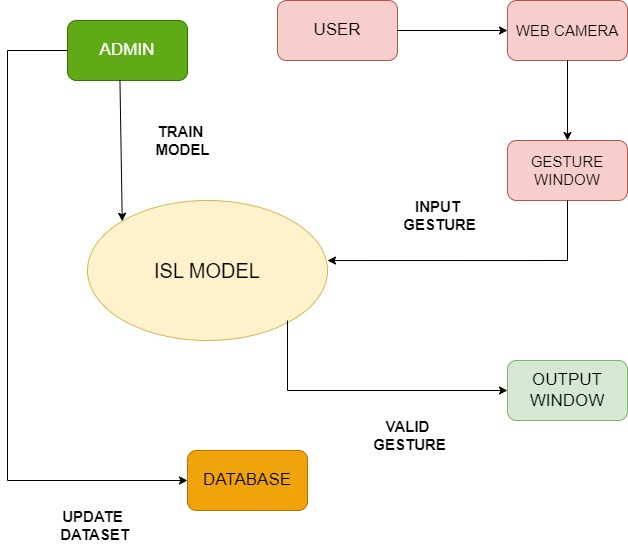 ADMIN
USER
WEB CAMERA
TRAIN
MODEL
GESTURE
WINDOW
INPUT
GESTURE
ISL MODEL
OUTPUT
WINDOW
VALID
GESTURE
DATABASE
UPDATE
DATASET